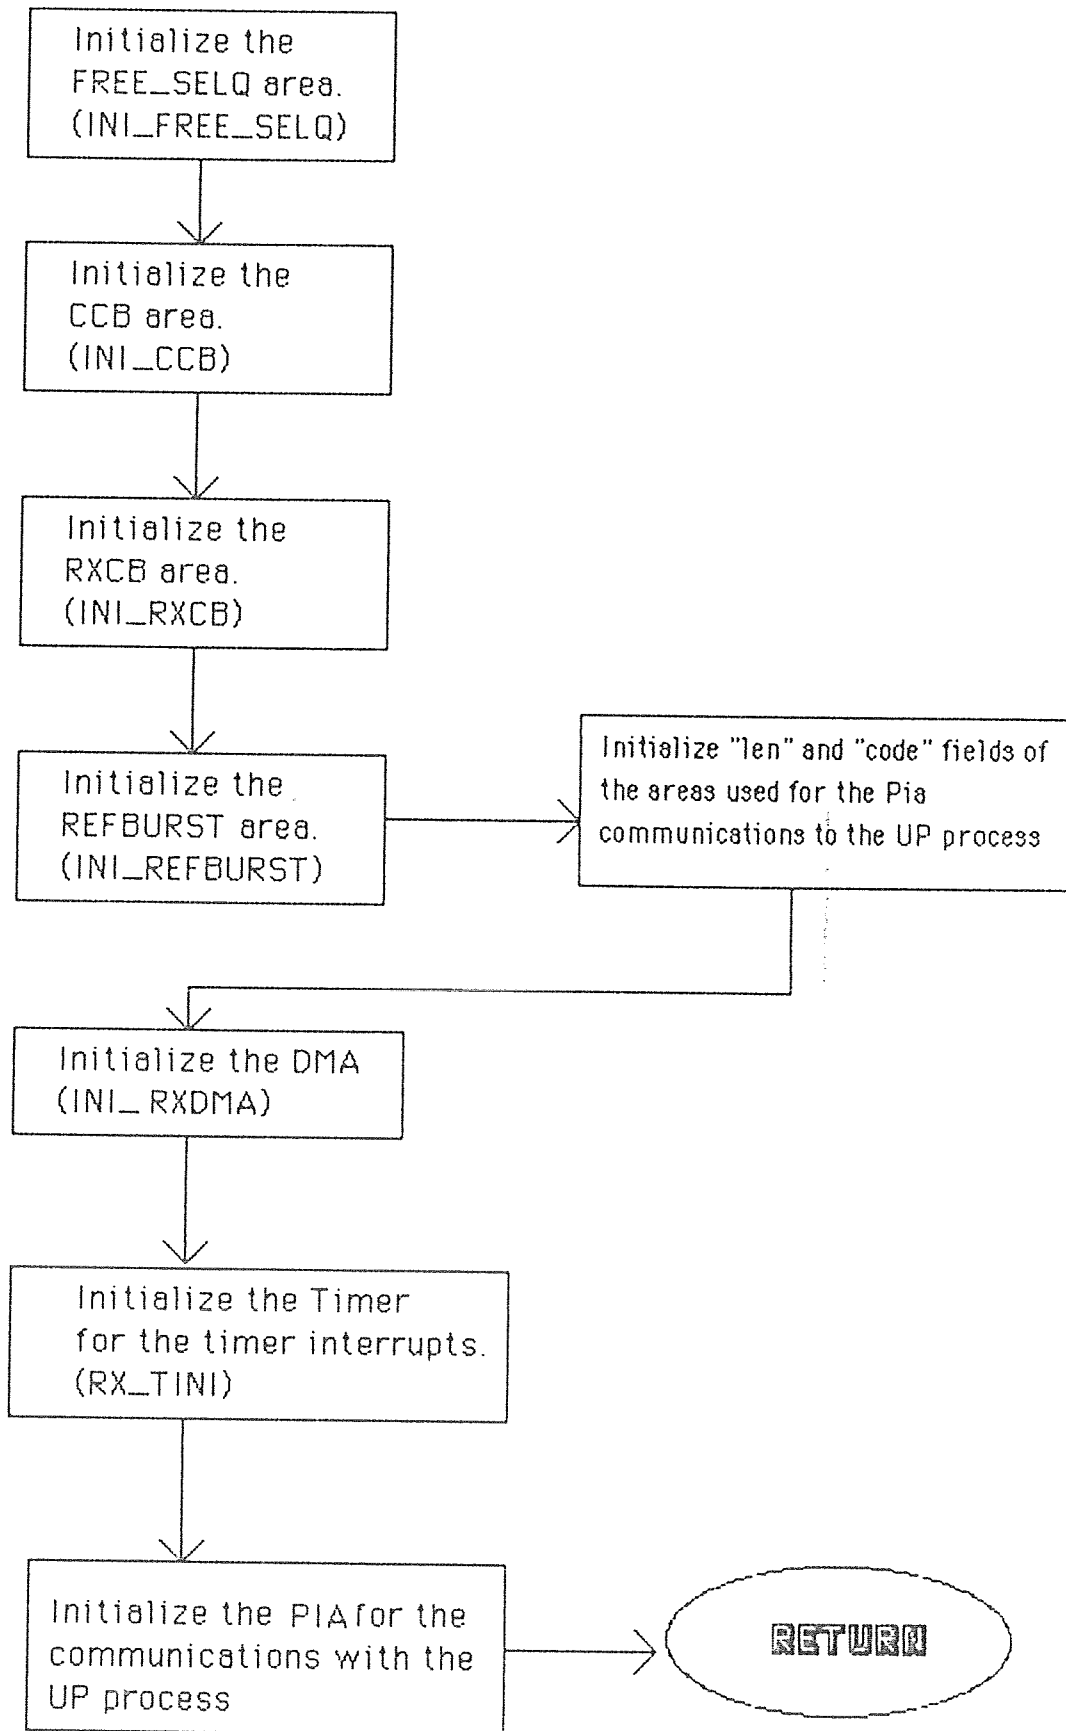 Initialize the
FREE_SELQ area.
(INI_FREE_SELQ)
Initialize the
CCB area.
(INI_CCB)
Initialize the
RXCB area.
(INI_RXCB)
Initialize the
REFBURST area.
(INI_REFBURST)
Initialize "len" and "code" fields of
the areas used for the Pia
communications to the UP process
Initialize the DMA
(INI_RXDMA)
Initialize the Timer
for the timer interrupts.
(RX_TINI)
Initialize the PIA for the
communications with the
UP process
RETURN